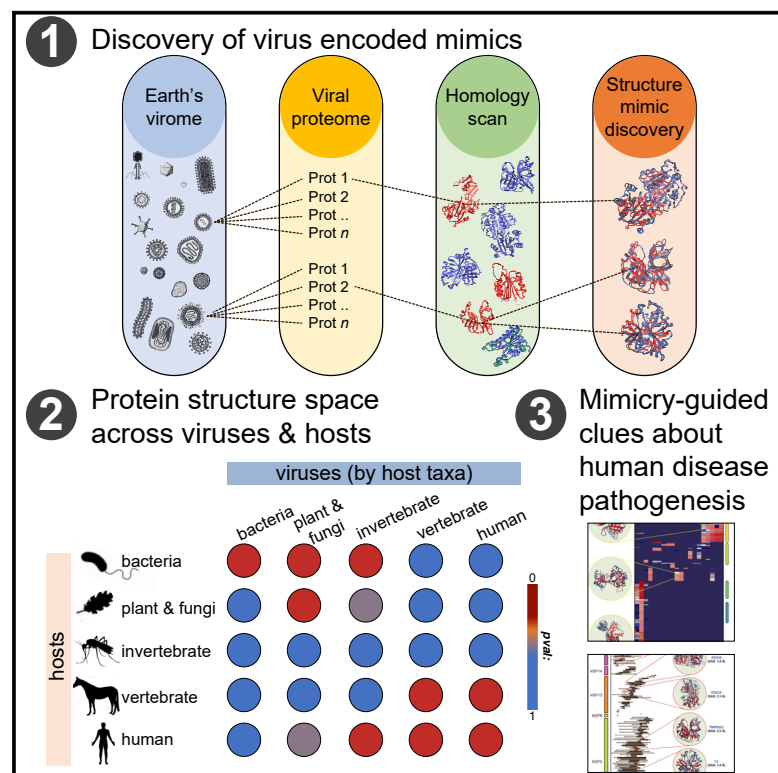 1 Discovery of virus encoded mimics
Earth's
virome
Viral
proteome
Homology
scan
Structure
mimic
discovery
Prot 1
Prot 2
Prot ..
Prot n
Prot 1
Prot 2
Prot ..
Prot n
2 Protein structure space
across viruses & hosts
viruses (by host taxa)
bacteria
plant &
fungi
invertebrate
vertebrate
human
hosts
bacteria
plant & fungi
invertebrate
vertebrate
human
0
pval:
1
3 Mimicry-guided
clues about
human disease
pathogenesis
NSP14
NSP13
NSP9